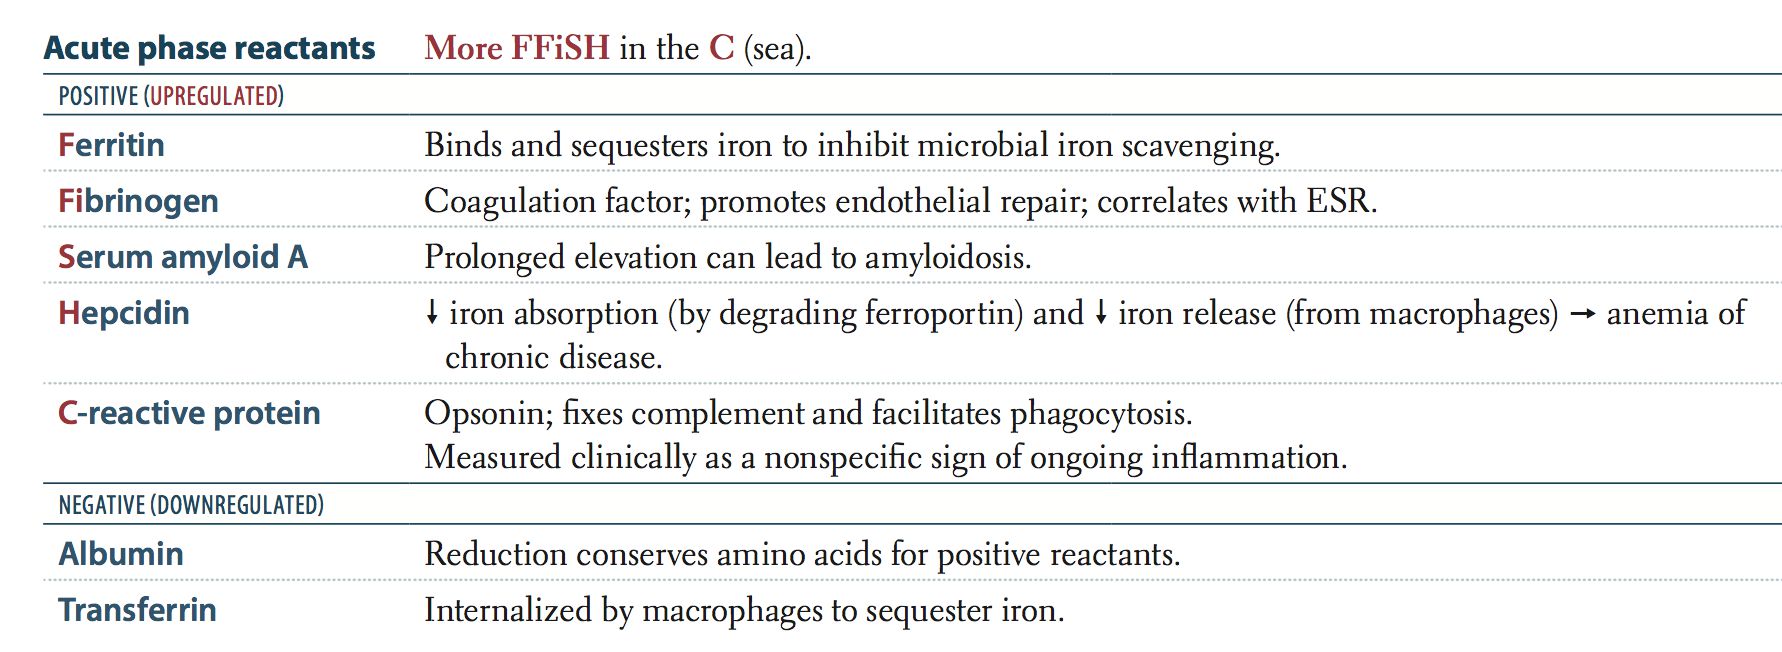 Acute phase reactants More FFiSH in the C (sea).
POSITIVE (UPREGULATED)
Ferritin Binds and sequesters iron to inhibit microbial iron scavenging.
Fibrinogen Coagulation factor; promotes endothelial repair; correlates with ESR.
Serum amyloid A Prolonged elevation can lead to amyloidosis.
Hepcidin ↓ iron absorption (by degrading ferroportin) and ↓ iron release (from macrophages) → anemia of
chronic disease.
C-reactive protein Opsonin; fixes complement and facilitates phagocytosis.
Measured clinically as a nonspecific sign of ongoing inflammation.
NEGATIVE (DOWNREGULATED)
Albumin Reduction conserves amino acids for positive reactants.
Transferrin Internalized by macrophages to sequester iron.